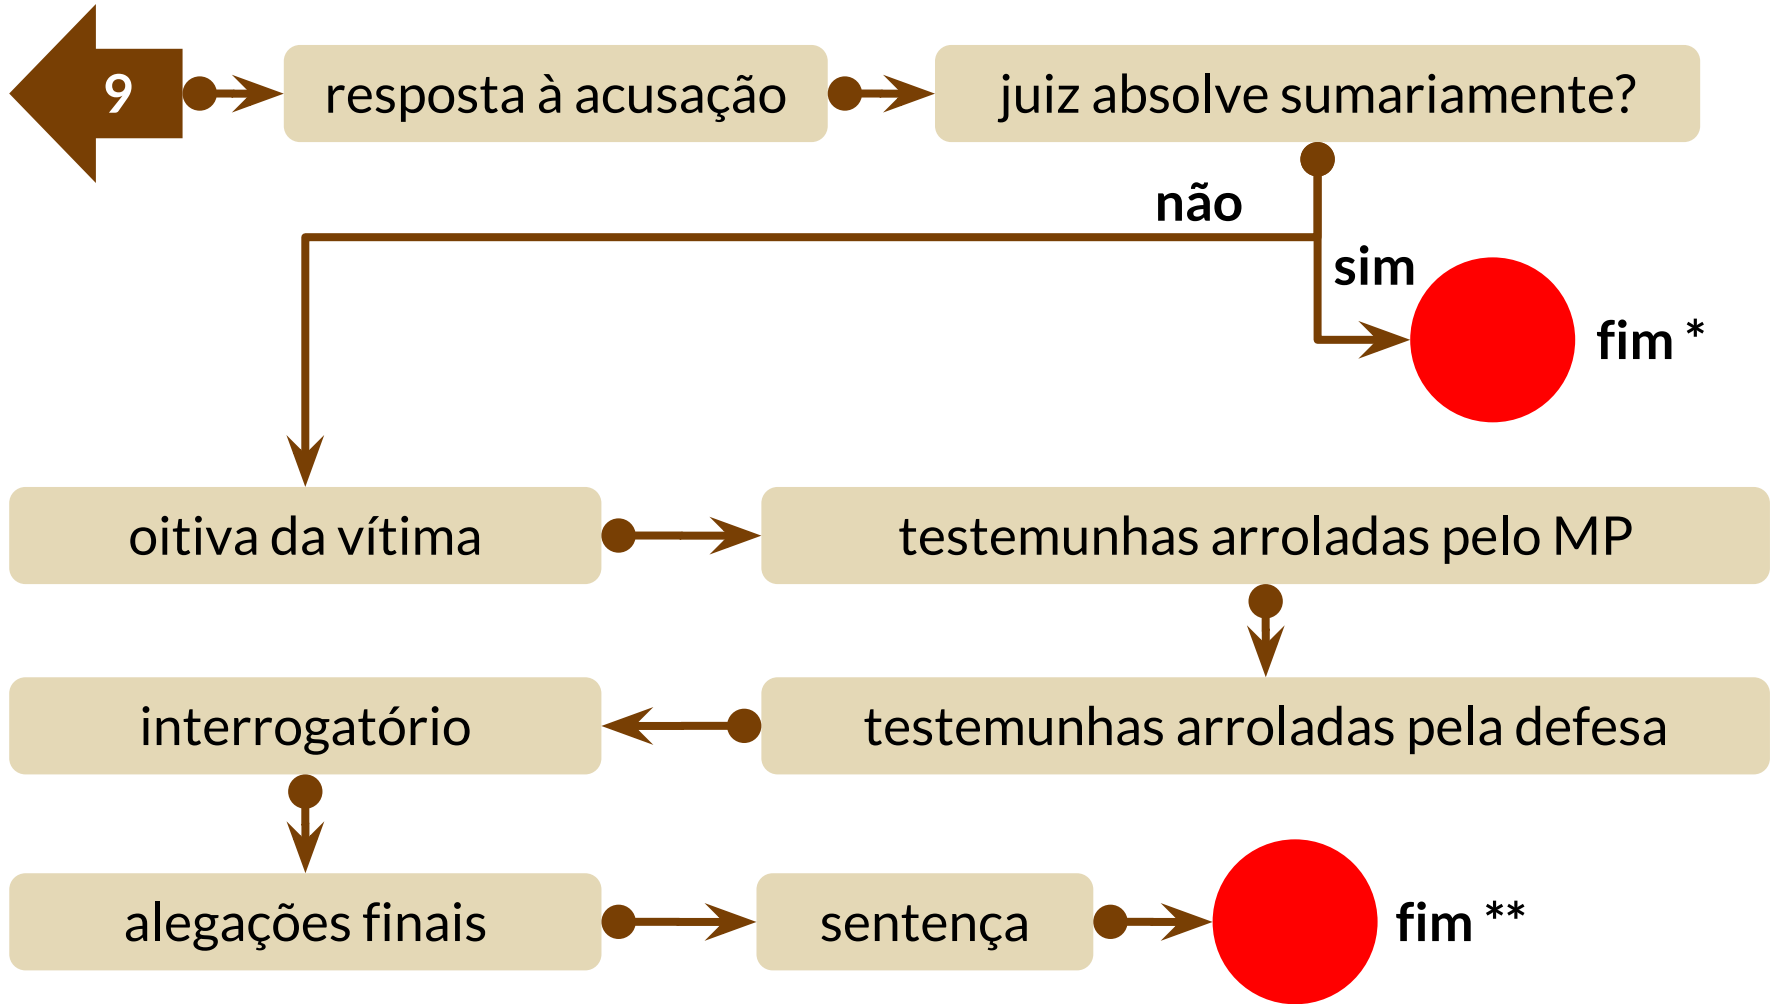 9
resposta à acusação
juiz absolve sumariamente?
não
sim
fim *
oitiva da vítima
testemunhas arroladas pelo MP
interrogatório
testemunhas arroladas pela defesa
alegações finais
sentença
fim **